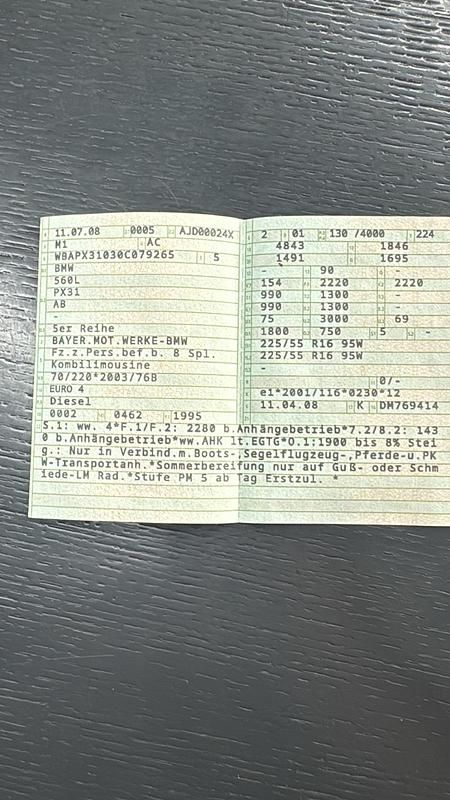 11.07.08 0005 AJD00024X
M1 AC
WBAPX31030C079265 5
BMW
560L
PX31
AB
-
5er Reihe
BAYER.MOT.WERKE-BMW
Fz.z.Pers.bef.b. 8 Spl.
Kombilimousine
70/220*2003/76B
EURO 4
Diesel
0002 0462 1995
2 01 130 /4000 224
4843 1846
1491 1695
- 90 -
154 2220 2220
990 1300 -
990 1300 -
75 3000 69
1800 750 5 -
225/55 R16 95W
225/55 R16 95W
-
0/-
e1*2001/116*0230*12
11.04.08 K DM769414
S.1: ww. 4*F.1/F.2: 2280 b.Anhängebetrieb*7.2/8.2: 143
0 b.Anhängebetrieb*ww.AHK lt.EGTG*O.1:1900 bis 8% Stei
g.: Nur in Verbind.m.Boots-,Segelflugzeug-,Pferde-u.PK
W-Transportanh.*Sommerbereifung nur auf Guß- oder Schm
iede-LM Rad.*Stufe PM 5 ab Tag Erstzul. *